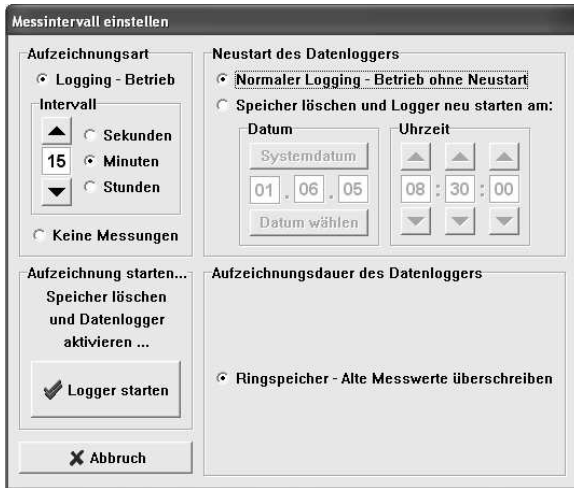 Messintervall einstellen
Aufzeichnungsart
Logging - Betrieb
Intervall
15
Sekunden
Minuten
Stunden
Keine Messungen
Neustart des Datenloggers
Normaler Logging - Betrieb ohne Neustart
Speicher löschen und Logger neu starten am:
Datum
Systemdatum
01 . 06 . 05
Datum wählen
Uhrzeit
08 : 30 : 00
Aufzeichnung starten...
Speicher löschen
und Datenlogger
aktivieren ...
Logger starten
Abbruch
Aufzeichnungsdauer des Datenloggers
Ringspeicher - Alte Messwerte überschreiben